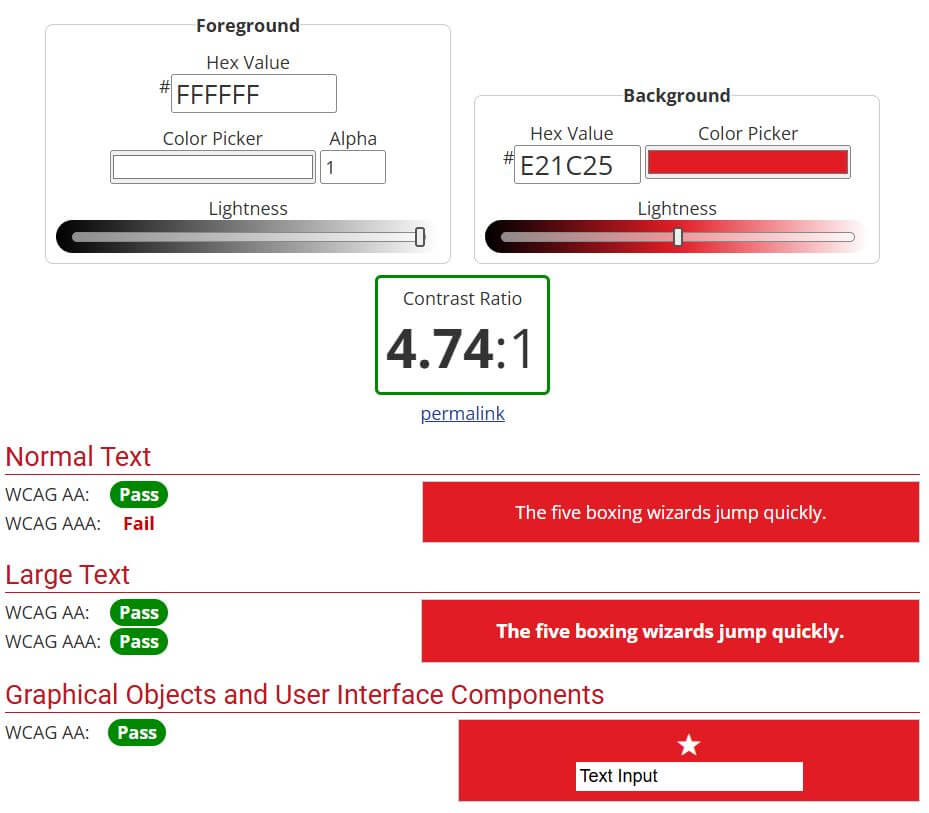 Foreground
Hex Value
# FFFFFF
Color Picker Alpha
1
Lightness
Background
Hex Value Color Picker
# E21C25
Lightness
Contrast Ratio
4.74:1
permalink
Normal Text
WCAG AA: Pass
WCAG AAA: Fail
The five boxing wizards jump quickly.
Large Text
WCAG AA: Pass
WCAG AAA: Pass
The five boxing wizards jump quickly.
Graphical Objects and User Interface Components
WCAG AA: Pass
Text Input